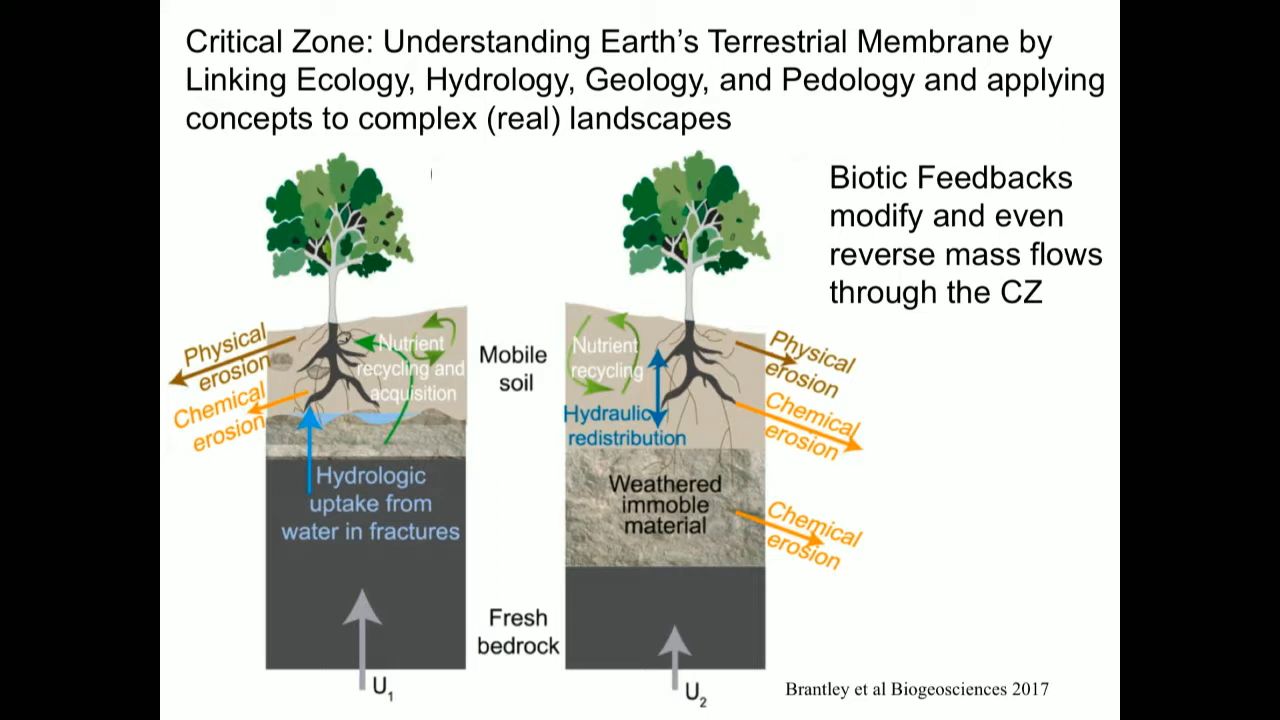 Critical Zone: Understanding Earth's Terrestrial Membrane by
Linking Ecology, Hydrology, Geology, and Pedology and applying
concepts to complex (real) landscapes
Biotic Feedbacks
modify and even
reverse mass flows
through the CZ
Physical
erosion
Chemical
erosion
Nutrient
recycling and
acquisition
Hydrologic
uptake from
water in fractures
U1
Mobile
soil
Fresh
bedrock
Nutrient
recycling
Hydraulic
redistribution
Weathered
immoble
material
Physical
erosion
Chemical
erosion
Chemical
erosion
U2
Brantley et al Biogeosciences 2017